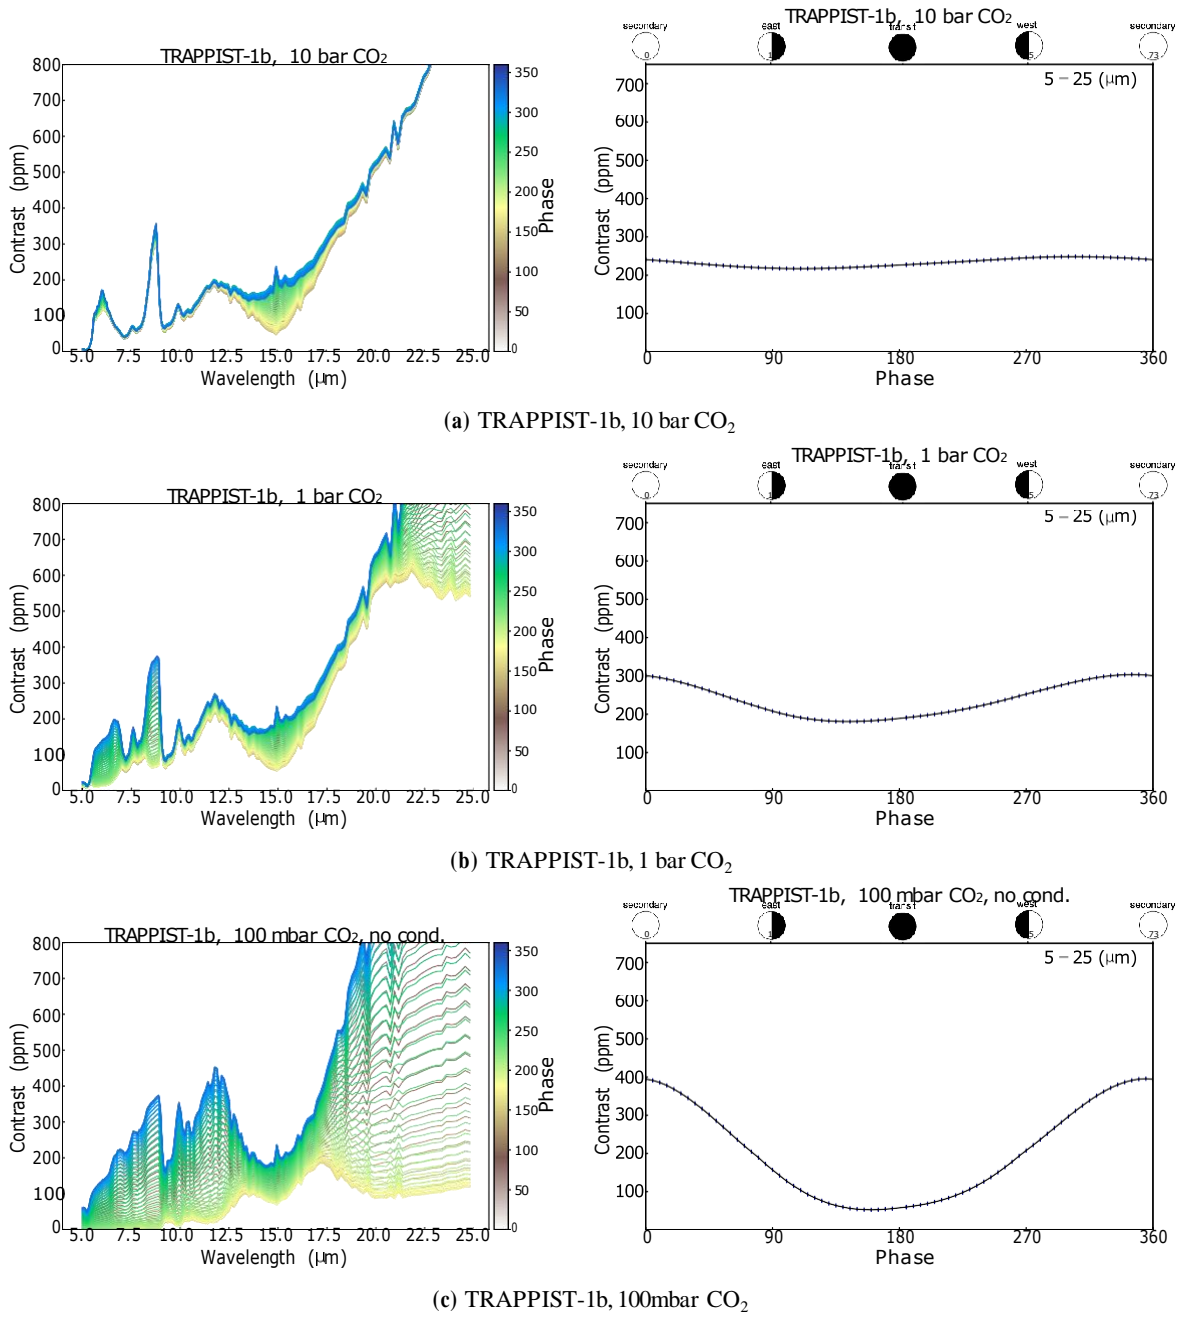 TRAPPIST-1b, 10 bar CO2
secondary east transit west secondary
0 73
TRAPPIST-1b, 10 bar CO2
5 – 25 (μm)
Contrast (ppm)
800
700
600
500
400
300
200
100
0
5.0 7.5 10.0 12.5 15.0 17.5 20.0 22.5 25.0
Wavelength (μm)
350
300
250
200
150
100
50
0
Phase
Contrast (ppm)
700
600
500
400
300
200
100
0 90 180 270 360
Phase
(a) TRAPPIST-1b, 10 bar CO2
TRAPPIST-1b, 1 bar CO2
secondary east transit west secondary
0 73
TRAPPIST-1b, 1 bar CO2
5 – 25 (μm)
Contrast (ppm)
800
700
600
500
400
300
200
100
0
5.0 7.5 10.0 12.5 15.0 17.5 20.0 22.5 25.0
Wavelength (μm)
350
300
250
200
150
100
50
0
Phase
Contrast (ppm)
700
600
500
400
300
200
100
0 90 180 270 360
Phase
(b) TRAPPIST-1b, 1 bar CO2
TRAPPIST-1b, 100 mbar CO2, no cond.
secondary east transit west secondary
0 73
TRAPPIST-1b, 100 mbar CO2, no cond.
5 – 25 (μm)
Contrast (ppm)
800
700
600
500
400
300
200
100
0
5.0 7.5 10.0 12.5 15.0 17.5 20.0 22.5 25.0
Wavelength (μm)
350
300
250
200
150
100
50
0
Phase
Contrast (ppm)
700
600
500
400
300
200
100
0 90 180 270 360
Phase
(c) TRAPPIST-1b, 100mbar CO2